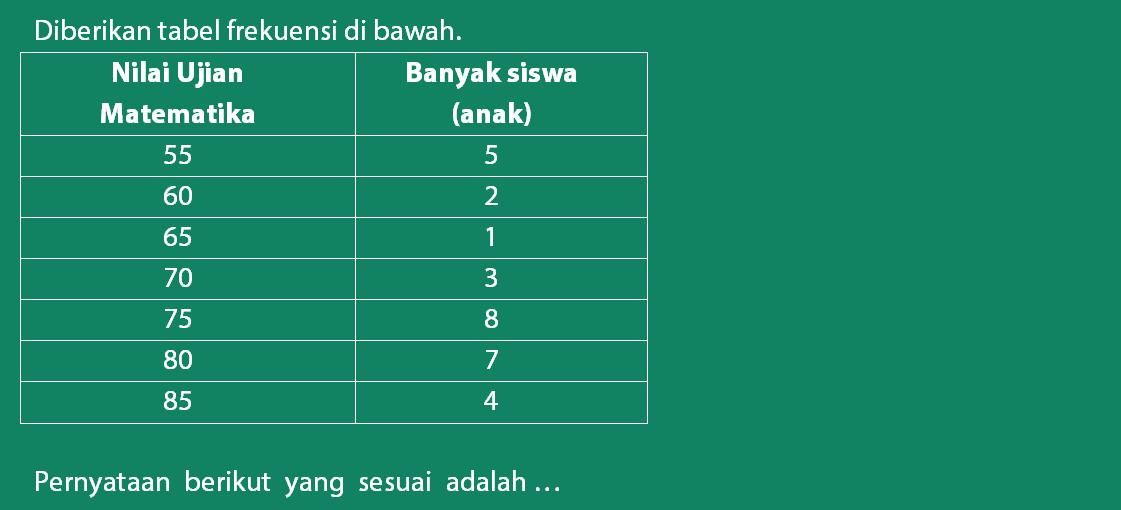 Diberikan tabel frekuensi di bawah.
Nilai Ujian Banyak siswa
Matematika (anak)
55 5
60 2
65 1
70 3
75 8
80 7
85 4
Pernyataan berikut yang sesuai adalah ...